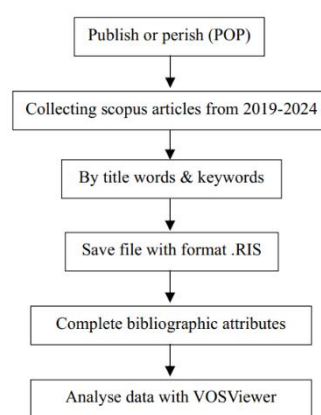 Publish or perish (POP)
Collecting scopus articles from 2019-2024
By title words & keywords
Save file with format .RIS
Complete bibliographic attributes
Analyse data with VOSViewer